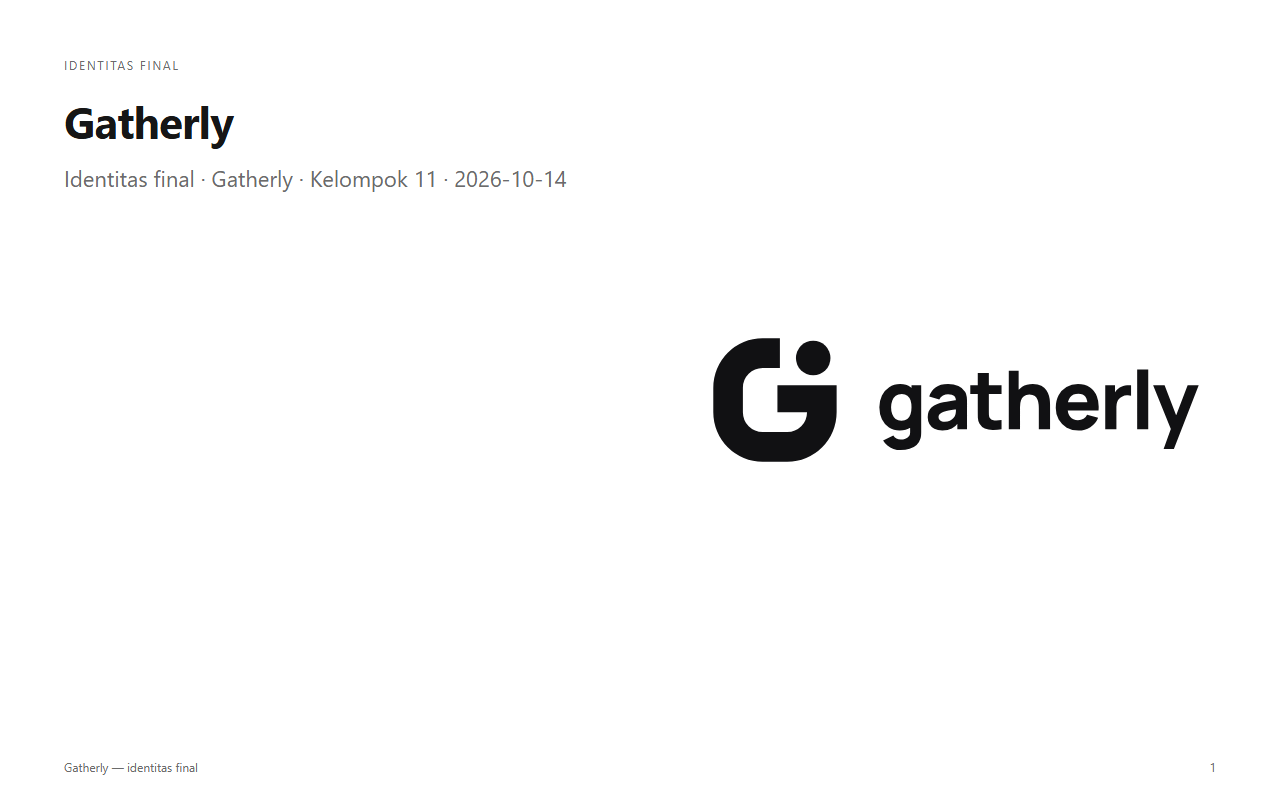 IDENTITAS FINAL
Gatherly
Identitas final · Gatherly · Kelompok 11 · 2026-10-14
gatherly
Gatherly — identitas final
1